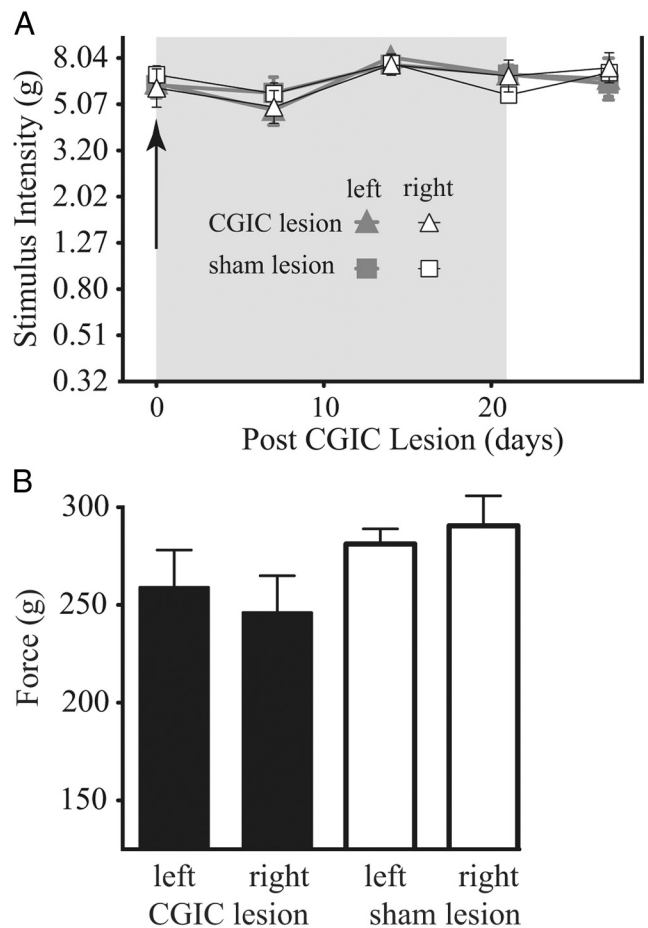 A
Stimulus Intensity (g)
8.04
5.07
3.20
2.02
1.27
0.80
0.51
0.32
left right
CGIC lesion
sham lesion
0 10 20
Post CGIC Lesion (days)
B
Force (g)
300
250
200
150
left right left right
CGIC lesion sham lesion